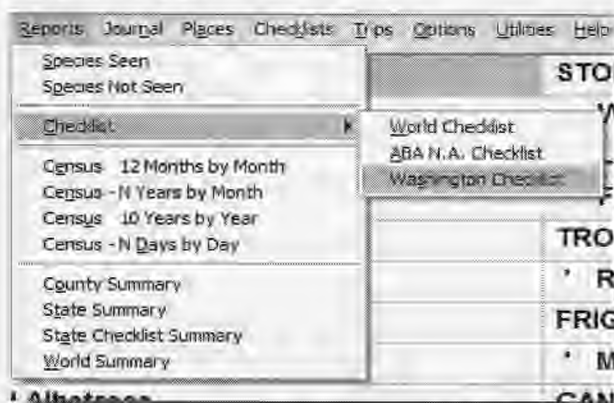 Reports Journal Places Checklists Trips Options Utilities Help
Species Seen
Species Not Seen
Checklist
World Checklist
ABA N.A. Checklist
Washington Checklist
Census 12 Months by Month
Census - N Years by Month
Census 10 Years by Year
Census - N Days by Day
County Summary
State Summary
State Checklist Summary
World Summary
STO
TRO
R
FRIG
M